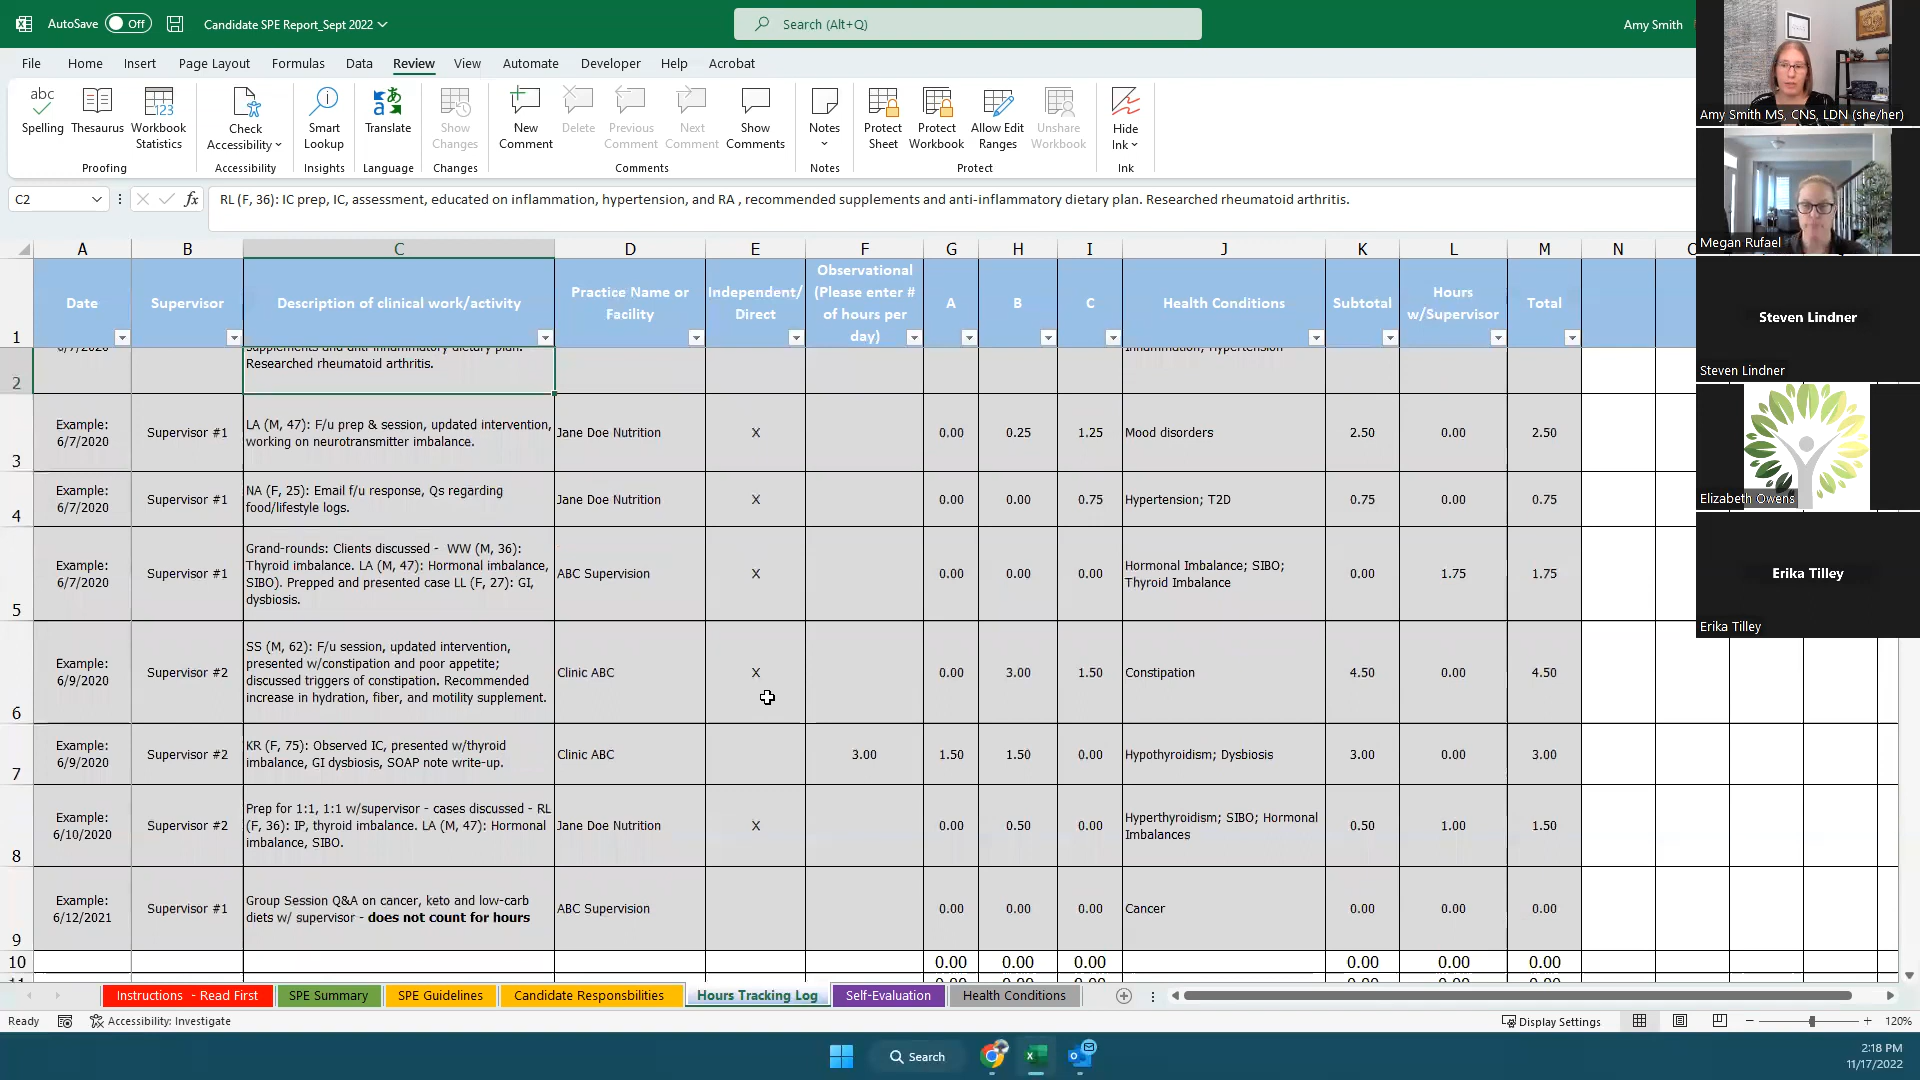 AutoSave Off Candidate SPE Report_Sept 2022 Search (Alt+Q) Amy Smith
File Home Insert Page Layout Formulas Data Review View Automate Developer Help Acrobat
abc
Spelling Thesaurus Workbook Statistics
Proofing
Check Accessibility
Accessibility
Smart Lookup
Insights
Translate
Language
Show Changes
Changes
New Comment Delete Previous Comment Next Comment Show Comments
Comments
Notes
Notes
Protect Sheet Protect Workbook Allow Edit Ranges Unshare Workbook
Protect
Hide Ink
Ink
C2 fx RL (F, 36): IC prep, IC, assessment, educated on inflammation, hypertension, and RA , recommended supplements and anti-inflammatory dietary plan. Researched rheumatoid arthritis.
A B C D E F G H I J K L M N
1 Date Supervisor Description of clinical work/activity Practice Name or Facility Independent/ Direct Observational (Please enter # of hours per day) A B C Health Conditions Subtotal Hours w/Supervisor Total
2 6/7/2020 supplements and anti-inflammatory dietary plan. Inflammation; Hypertension
Researched rheumatoid arthritis.
3 Example: 6/7/2020 Supervisor #1 LA (M, 47): F/u prep & session, updated intervention, working on neurotransmitter imbalance. Jane Doe Nutrition X 0.00 0.25 1.25 Mood disorders 2.50 0.00 2.50
4 Example: 6/7/2020 Supervisor #1 NA (F, 25): Email f/u response, Qs regarding food/lifestyle logs. Jane Doe Nutrition X 0.00 0.00 0.75 Hypertension; T2D 0.75 0.00 0.75
5 Example: 6/7/2020 Supervisor #1 Grand-rounds: Clients discussed - WW (M, 36): Thyroid imbalance. LA (M, 47): Hormonal imbalance, SIBO). Prepped and presented case LL (F, 27): GI, dysbiosis. ABC Supervision X 0.00 0.00 0.00 Hormonal Imbalance; SIBO; Thyroid Imbalance 0.00 1.75 1.75
6 Example: 6/9/2020 Supervisor #2 SS (M, 62): F/u session, updated intervention, presented w/constipation and poor appetite; discussed triggers of constipation. Recommended increase in hydration, fiber, and motility supplement. Clinic ABC X 0.00 3.00 1.50 Constipation 4.50 0.00 4.50
7 Example: 6/9/2020 Supervisor #2 KR (F, 75): Observed IC, presented w/thyroid imbalance, GI dysbiosis, SOAP note write-up. Clinic ABC 3.00 1.50 1.50 0.00 Hypothyroidism; Dysbiosis 3.00 0.00 3.00
8 Example: 6/10/2020 Supervisor #2 Prep for 1:1, 1:1 w/supervisor - cases discussed - RL (F, 36): IP, thyroid imbalance. LA (M, 47): Hormonal imbalance, SIBO. Jane Doe Nutrition X 0.00 0.50 0.00 Hyperthyroidism; SIBO; Hormonal Imbalances 0.50 1.00 1.50
9 Example: 6/12/2021 Supervisor #1 Group Session Q&A on cancer, keto and low-carb diets w/ supervisor - does not count for hours ABC Supervision 0.00 0.00 0.00 Cancer 0.00 0.00 0.00
10 0.00 0.00 0.00 0.00 0.00 0.00
Instructions - Read First SPE Summary SPE Guidelines Candidate Responsbilities Hours Tracking Log Self-Evaluation Health Conditions
Ready Accessibility: Investigate Display Settings 120%
Search
2:18 PM
11/17/2022
Amy Smith MS, CNS, LDN (she/her)
Megan Rufael
Steven Lindner
Steven Lindner
Elizabeth Owens
Erika Tilley
Erika Tilley